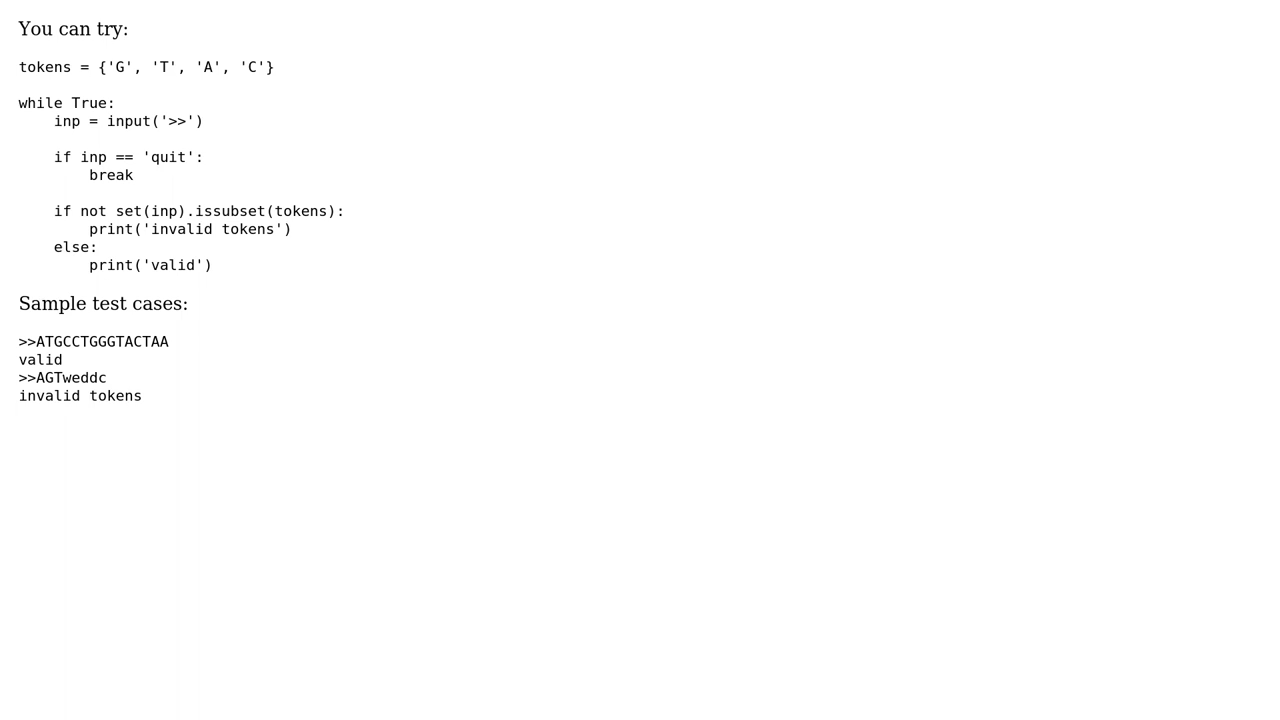 You can try:
tokens = {'G', 'T', 'A', 'C'}
while True:
    inp = input('>>')
    if inp == 'quit':
        break
    if not set(inp).issubset(tokens):
        print('invalid tokens')
    else:
        print('valid')
Sample test cases:
>>ATGCCTGGGTACTAA
valid
>>AGTweddc
invalid tokens